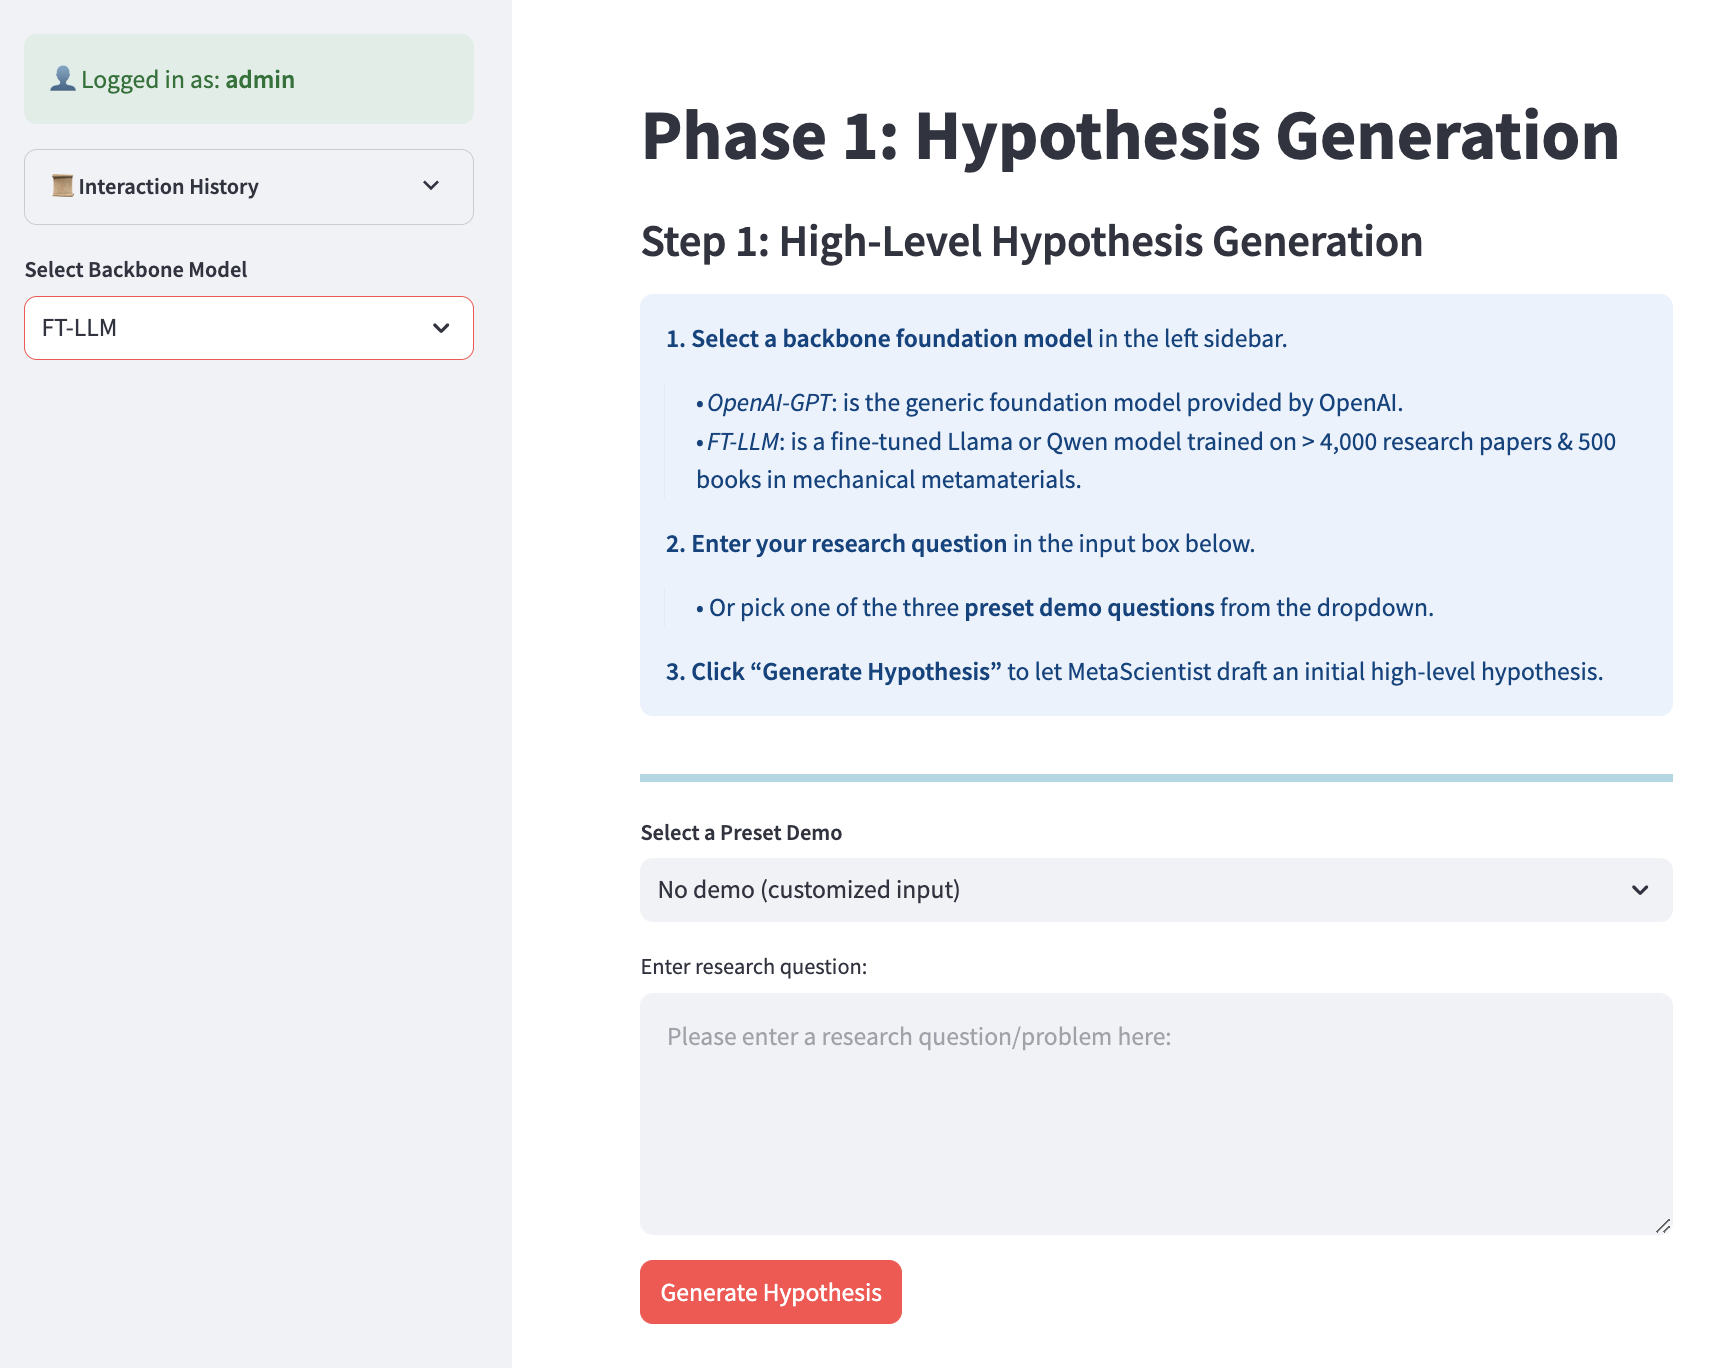 Logged in as: admin
Interaction History
Select Backbone Model
FT-LLM
Phase 1: Hypothesis Generation
Step 1: High-Level Hypothesis Generation
1. Select a backbone foundation model in the left sidebar.
• OpenAI-GPT: is the generic foundation model provided by OpenAI.
• FT-LLM: is a fine-tuned Llama or Qwen model trained on > 4,000 research papers & 500
books in mechanical metamaterials.
2. Enter your research question in the input box below.
• Or pick one of the three preset demo questions from the dropdown.
3. Click “Generate Hypothesis” to let MetaScientist draft an initial high-level hypothesis.
Select a Preset Demo
No demo (customized input)
Enter research question:
Please enter a research question/problem here:
Generate Hypothesis